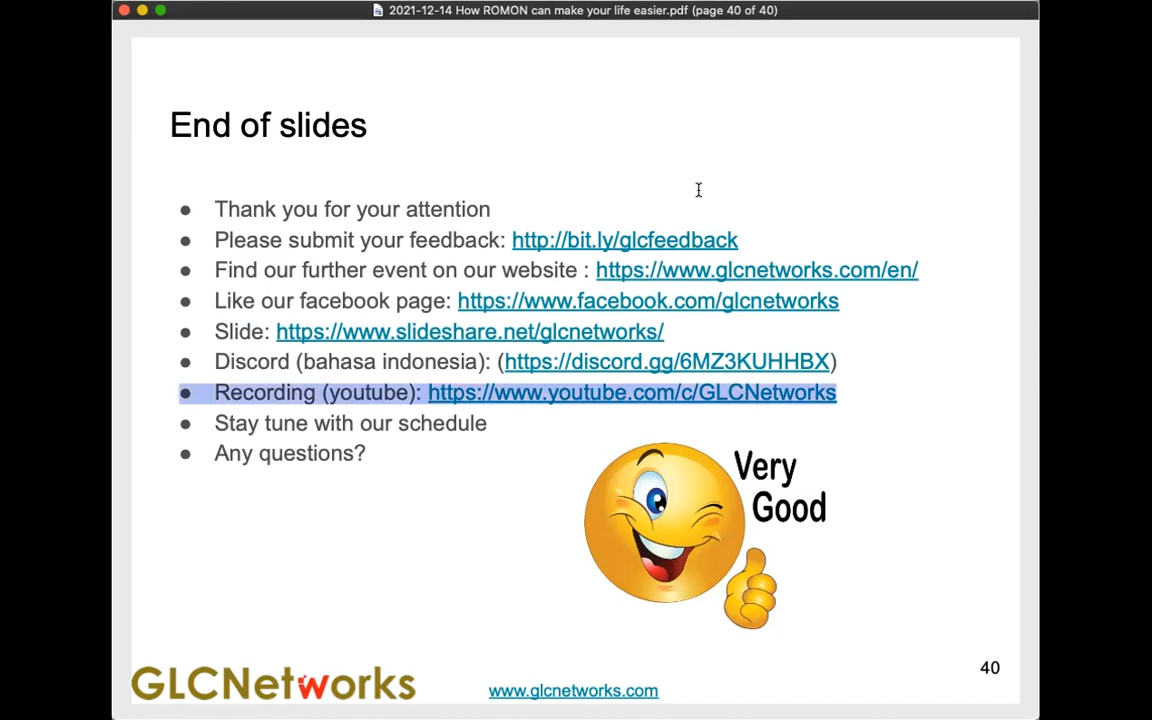 2021-12-14 How ROMON can make your life easier.pdf (page 40 of 40)
End of slides
● Thank you for your attention
● Please submit your feedback: http://bit.ly/glcfeedback
● Find our further event on our website : https://www.glcnetworks.com/en/
● Like our facebook page: https://www.facebook.com/glcnetworks
● Slide: https://www.slideshare.net/glcnetworks/
● Discord (bahasa indonesia): (https://discord.gg/6MZ3KUHHBX)
● Recording (youtube): https://www.youtube.com/c/GLCNetworks
● Stay tune with our schedule
● Any questions?
Very
Good
40
GLCNetworks
www.glcnetworks.com